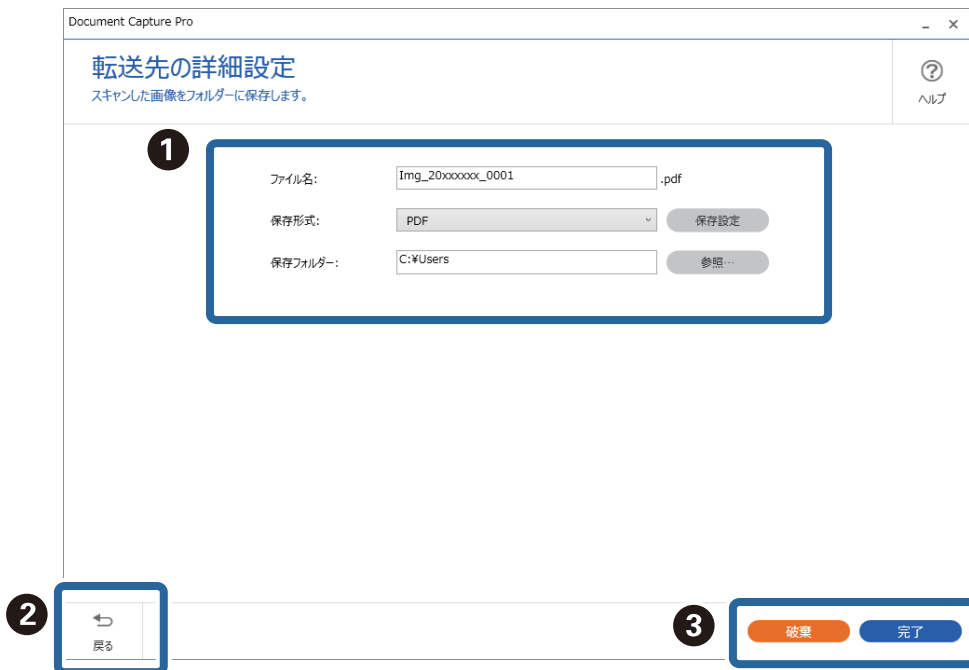 Document Capture Pro
転送先の詳細設定
スキャンした画像をフォルダーに保存します。
ヘルプ
1
ファイル名:
Img_20xxxxxx_0001
.pdf
保存形式:
PDF
保存設定
保存フォルダー:
C:¥Users
参照…
2
戻る
3
破棄
完了